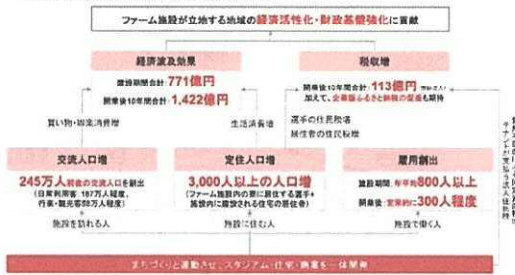 ファーム施設が立地する地域の経済活性化・財政基盤強化に貢献
経済波及効果
建設期間合計:771億円
開業後10年間合計:1,422億円
税収増
開業後10年間合計:113億円
加えて、企業版ふるさと納税の促進も期待
買い物・娯楽消費増
生活消費増
選手の住民税増
居住者の住民税増
交流人口増
245万人前後の交流人口を創出
(日常利用客 187万人程度、
行楽・観光客58万人程度)
定住人口増
3,000人以上の人口増
(ファーム施設内の寮に居住する選手+
施設内に建設される住宅の居住者)
雇用創出
建設期間:年平均800人以上
開業後:常態的に300人程度
施設を訪れる人
施設に住む人
施設で働く人
まちづくりと連動させ、スタジアム・住宅・商業を一体開発